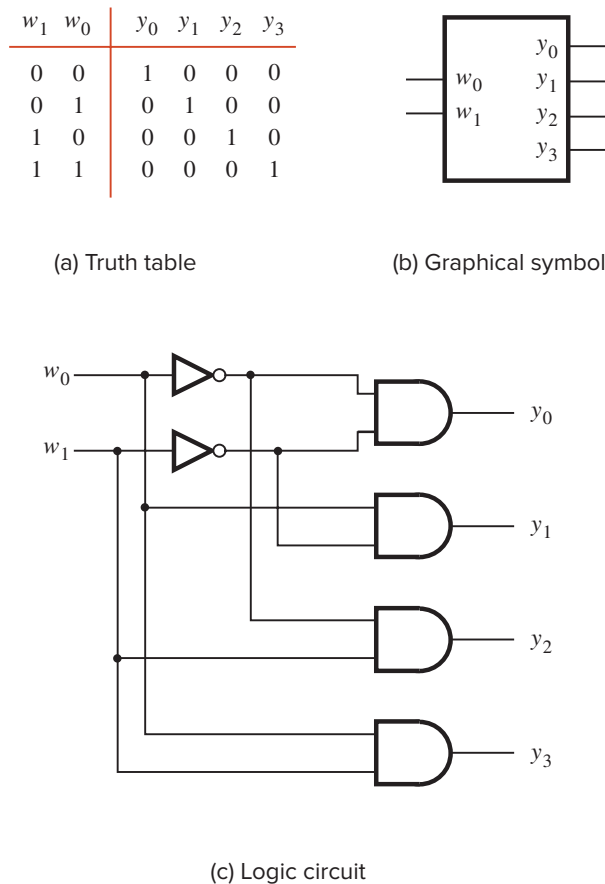 w1 w0 y0 y1 y2 y3
0 0 1 0 0 0
0 1 0 1 0 0
1 0 0 0 1 0
1 1 0 0 0 1
(a) Truth table
y0
w0 y1
w1 y2
y3
(b) Graphical symbol
w0
y0
w1
y1
y2
y3
(c) Logic circuit